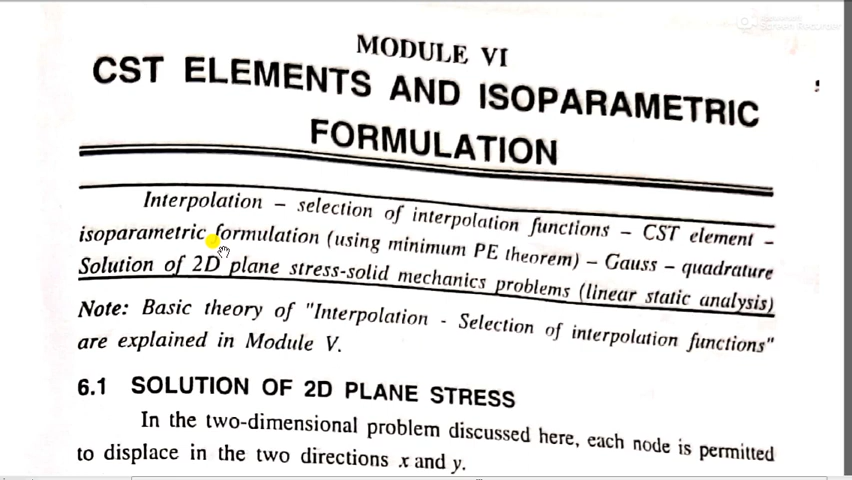 MODULE VI
CST ELEMENTS AND ISOPARAMETRIC
FORMULATION
Interpolation – selection of interpolation functions – CST element –
isoparametric formulation (using minimum PE theorem) – Gauss – quadrature
Solution of 2D plane stress-solid mechanics problems (linear static analysis)
Note: Basic theory of "Interpolation - Selection of interpolation functions"
are explained in Module V.
6.1 SOLUTION OF 2D PLANE STRESS
In the two-dimensional problem discussed here, each node is permitted
to displace in the two directions x and y.